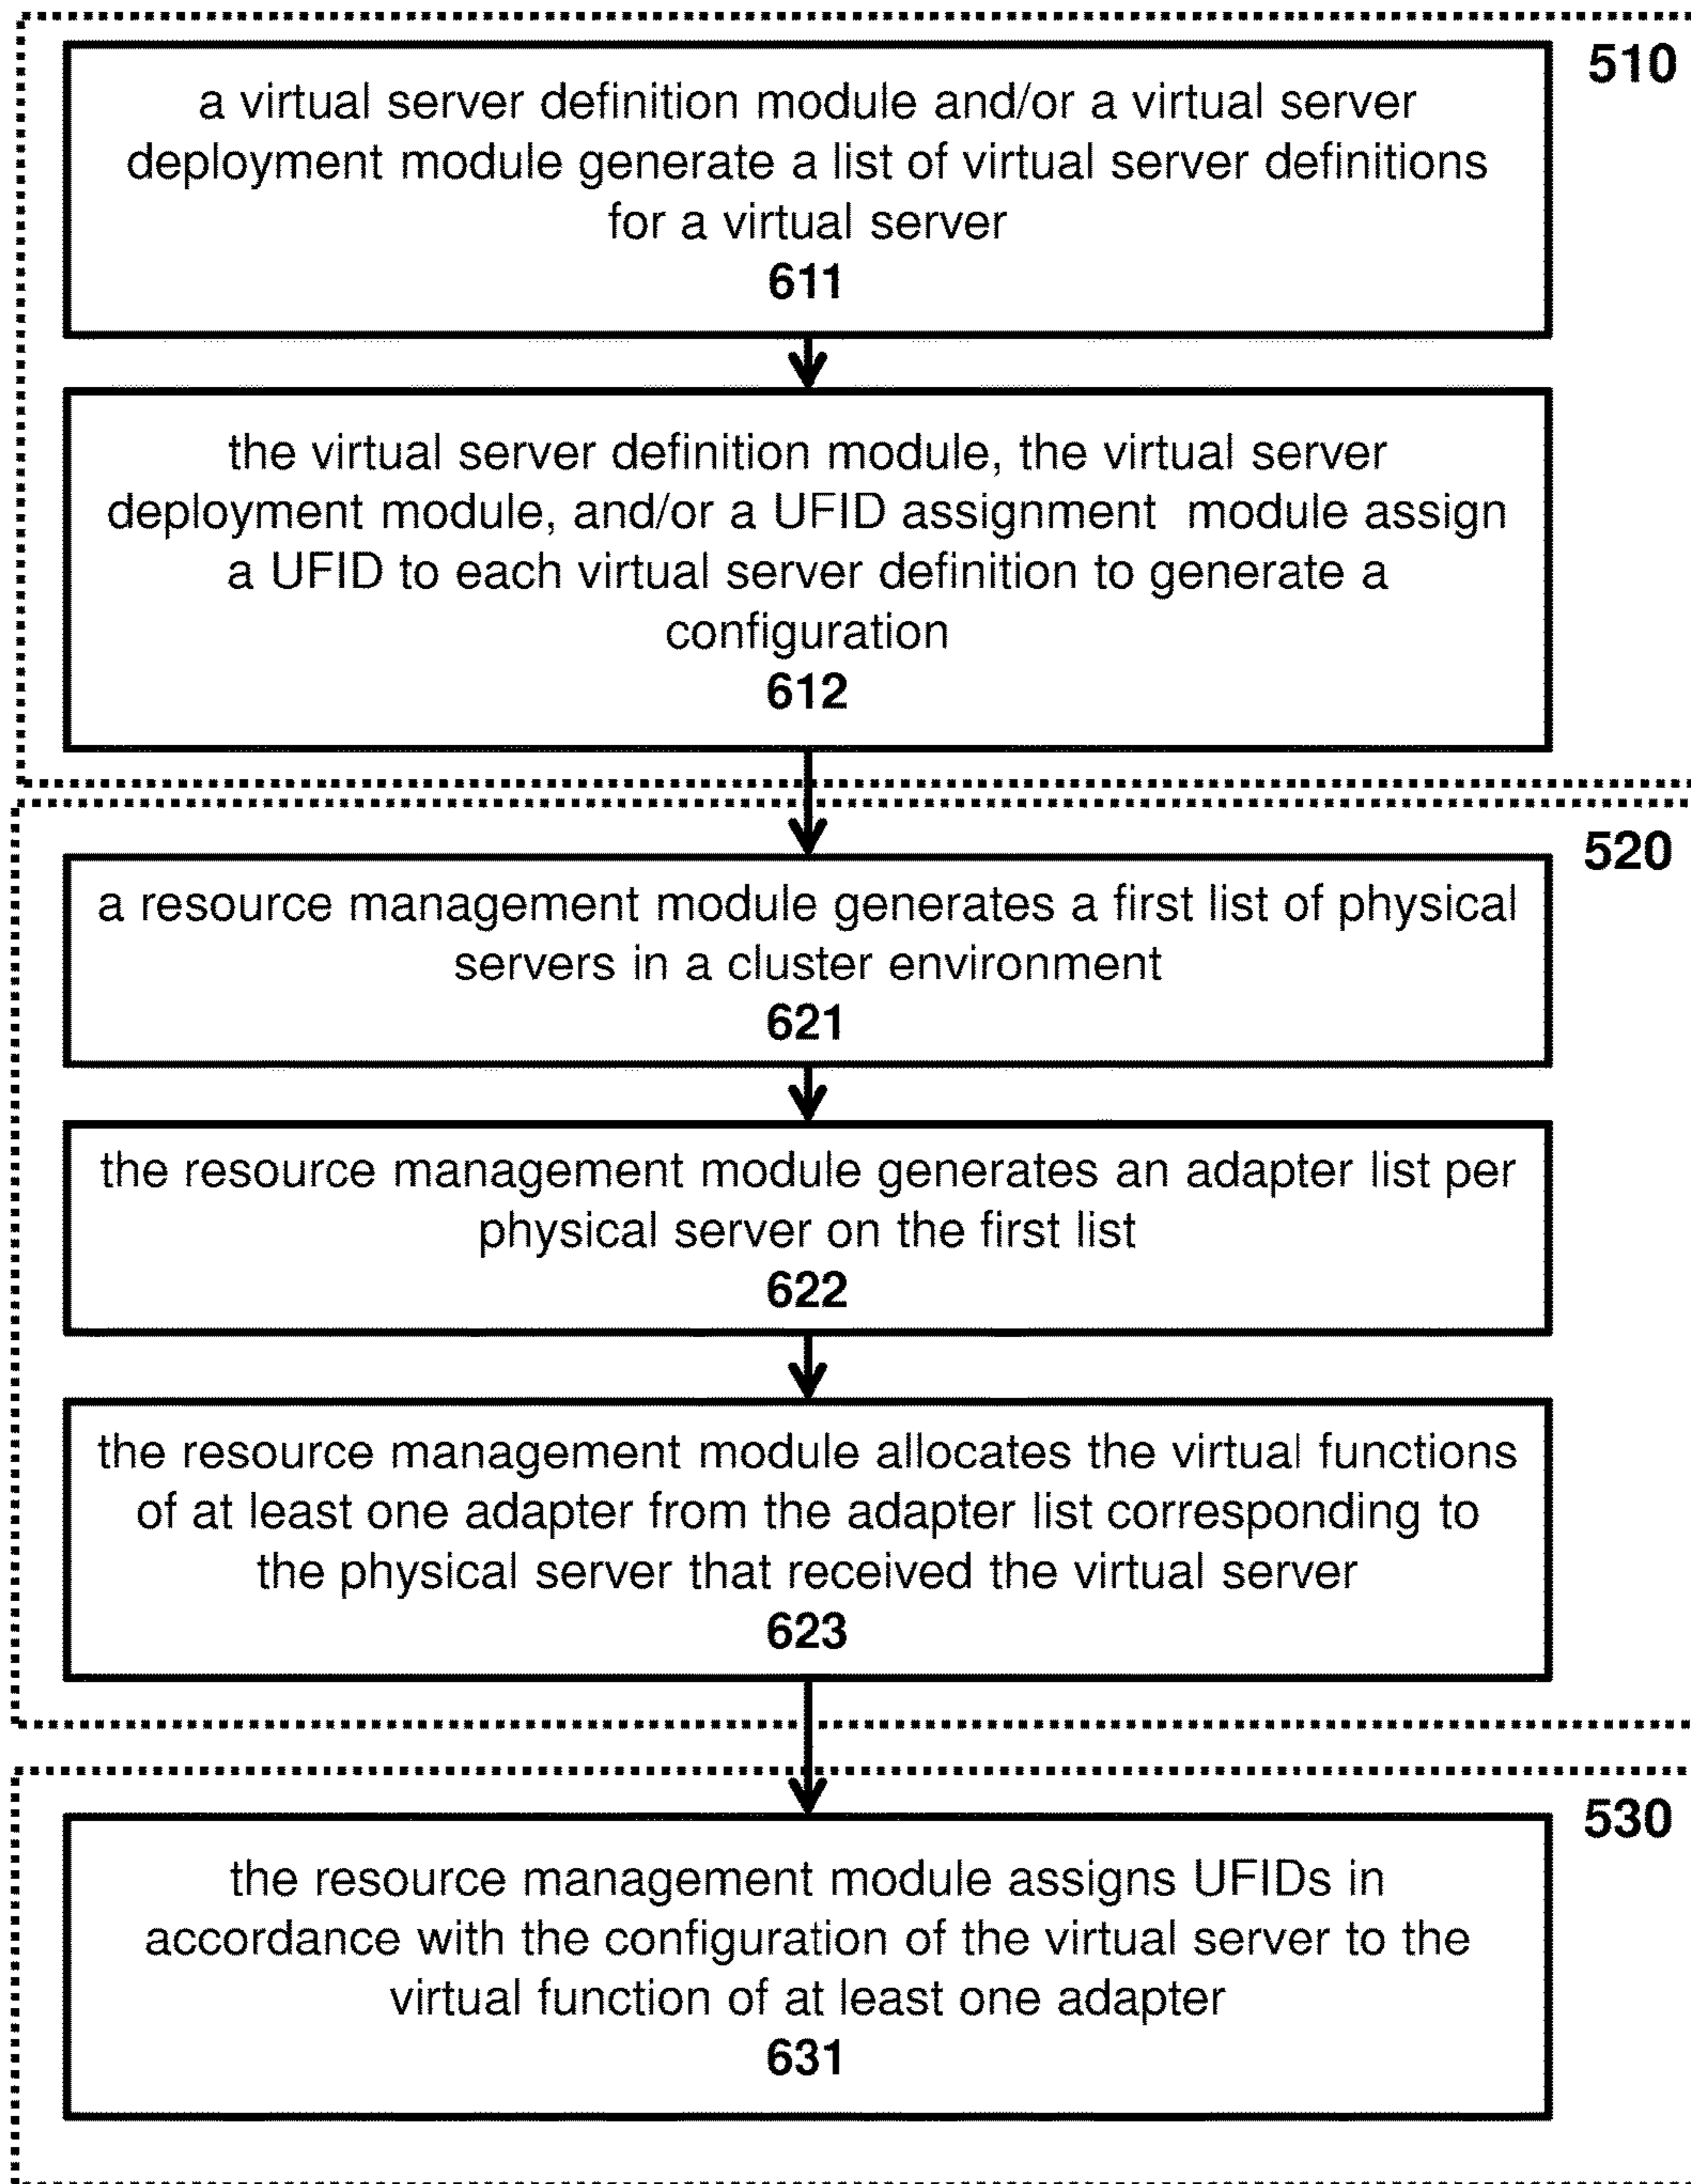 510
a virtual server definition module and/or a virtual server
deployment module generate a list of virtual server definitions
for a virtual server
611
the virtual server definition module, the virtual server
deployment module, and/or a UFID assignment module assign
a UFID to each virtual server definition to generate a
configuration
612
520
a resource management module generates a first list of physical
servers in a cluster environment
621
the resource management module generates an adapter list per
physical server on the first list
622
the resource management module allocates the virtual functions
of at least one adapter from the adapter list corresponding to
the physical server that received the virtual server
623
530
the resource management module assigns UFIDs in
accordance with the configuration of the virtual server to the
virtual function of at least one adapter
631